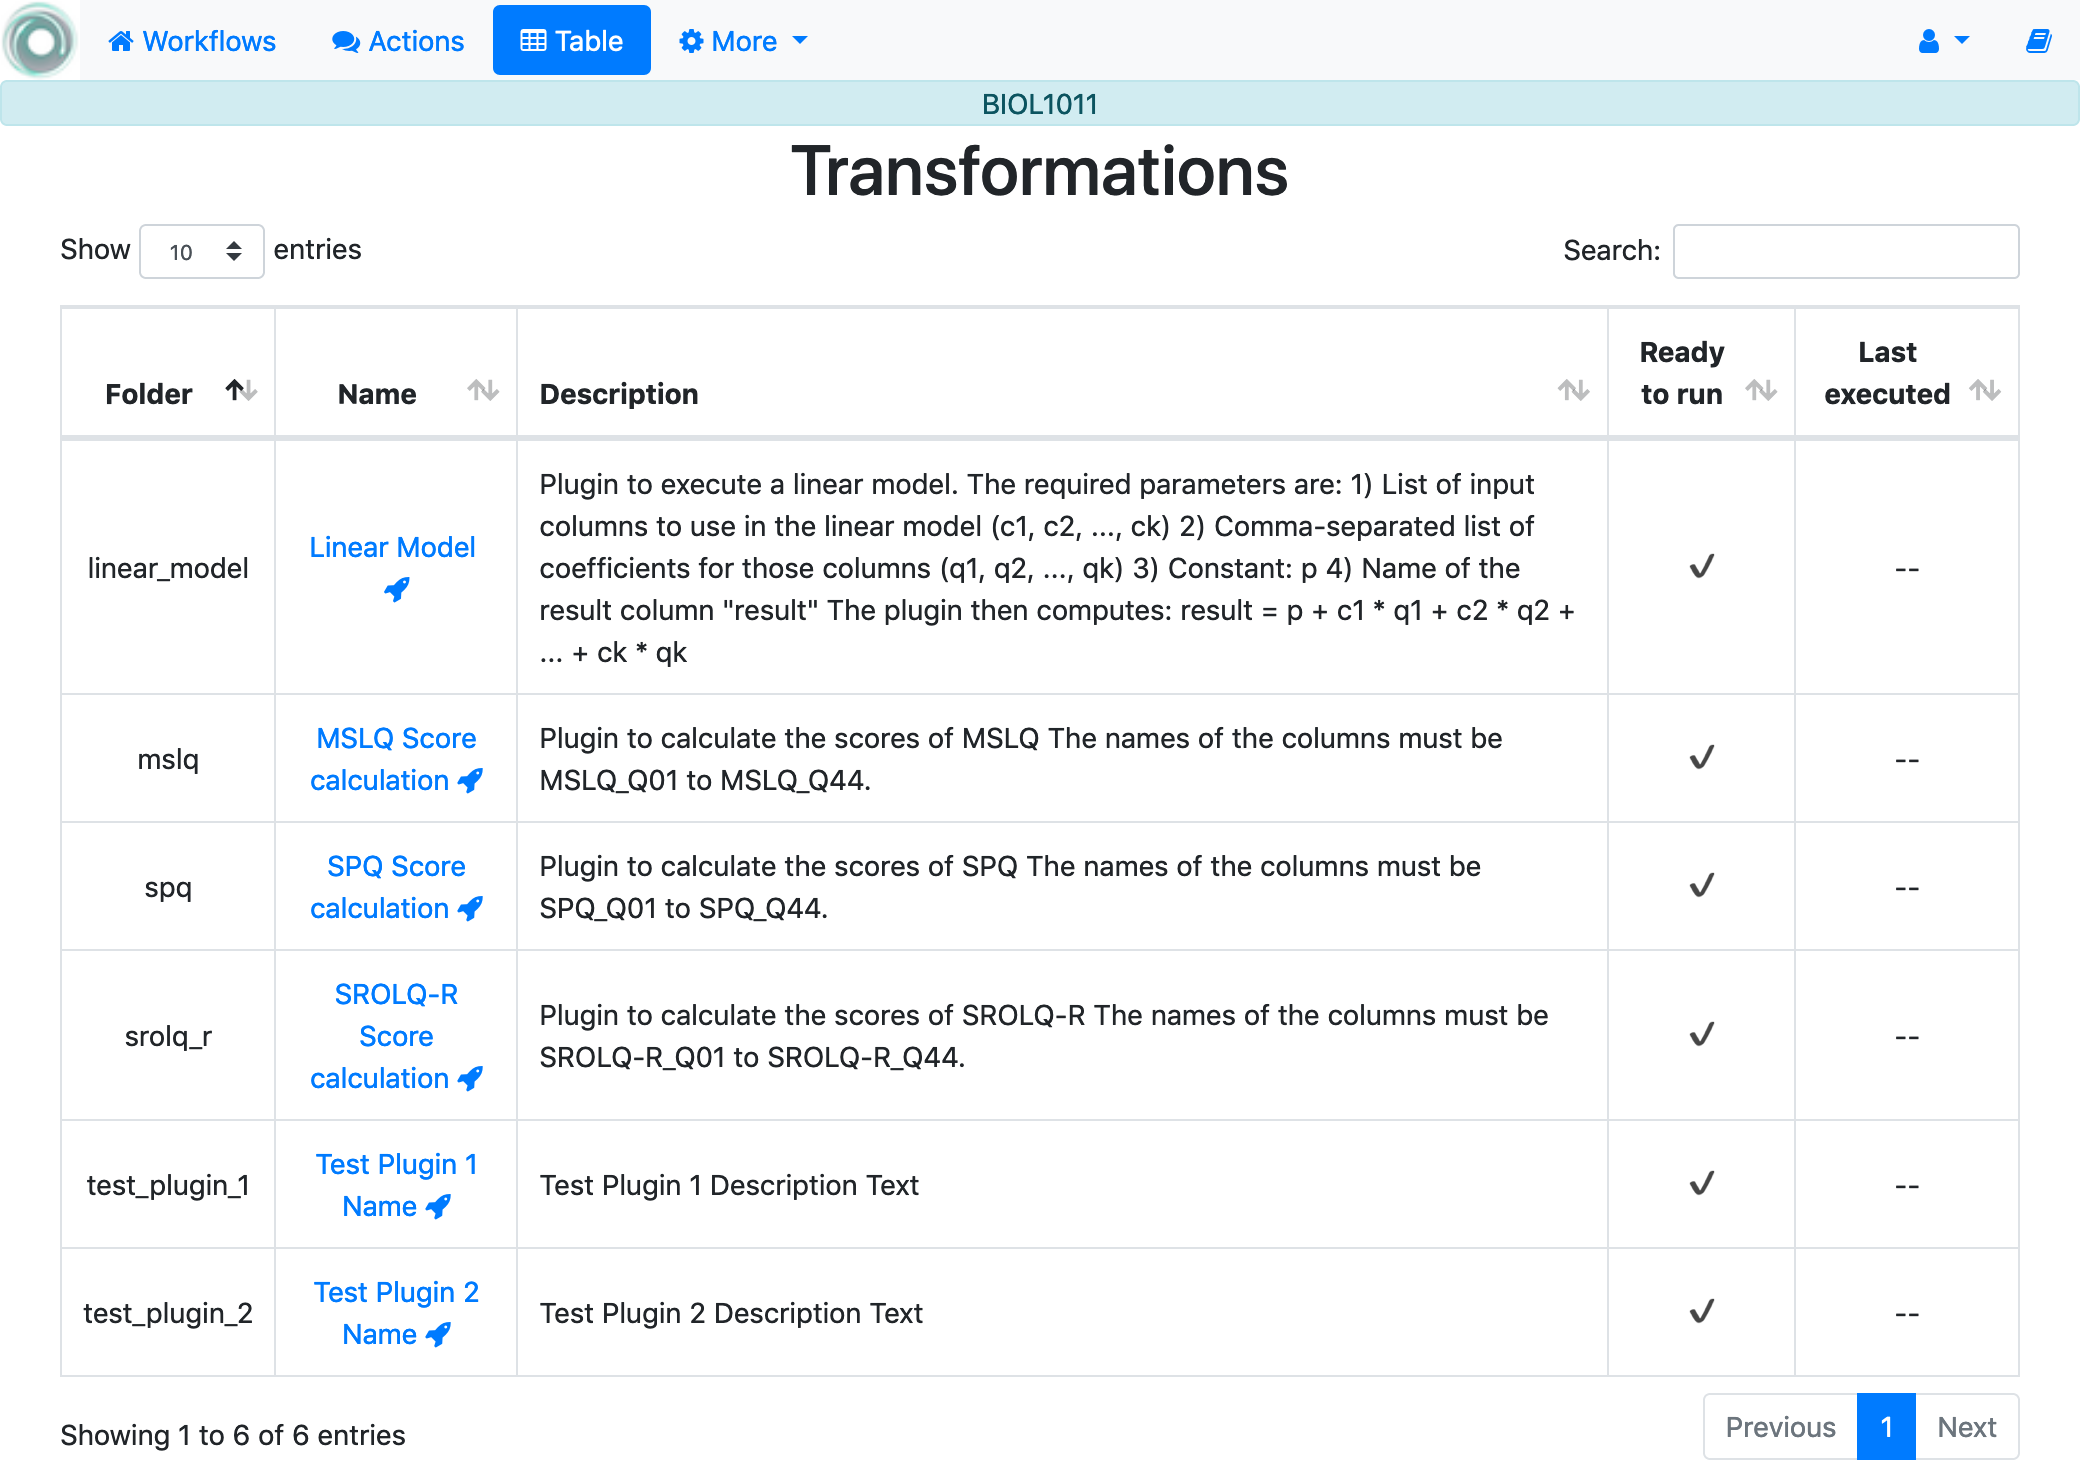 Workflows Actions Table More
BIOL1011
Transformations
Show 10 entries Search:
Folder Name Description Ready to run Last executed
linear_model Linear Model Plugin to execute a linear model. The required parameters are: 1) List of input
columns to use in the linear model (c1, c2, ..., ck) 2) Comma-separated list of
coefficients for those columns (q1, q2, ..., qk) 3) Constant: p 4) Name of the
result column "result" The plugin then computes: result = p + c1 * q1 + c2 * q2 +
... + ck * qk --
mslq MSLQ Score calculation Plugin to calculate the scores of MSLQ The names of the columns must be
MSLQ_Q01 to MSLQ_Q44. ✔ --
spq SPQ Score calculation Plugin to calculate the scores of SPQ The names of the columns must be
SPQ_Q01 to SPQ_Q44. ✔ --
srolq_r SROLQ-R Score calculation Plugin to calculate the scores of SROLQ-R The names of the columns must be
SROLQ-R_Q01 to SROLQ-R_Q44. ✔ --
test_plugin_1 Test Plugin 1 Name Test Plugin 1 Description Text ✔ --
test_plugin_2 Test Plugin 2 Name Test Plugin 2 Description Text ✔ --
Showing 1 to 6 of 6 entries Previous 1 Next